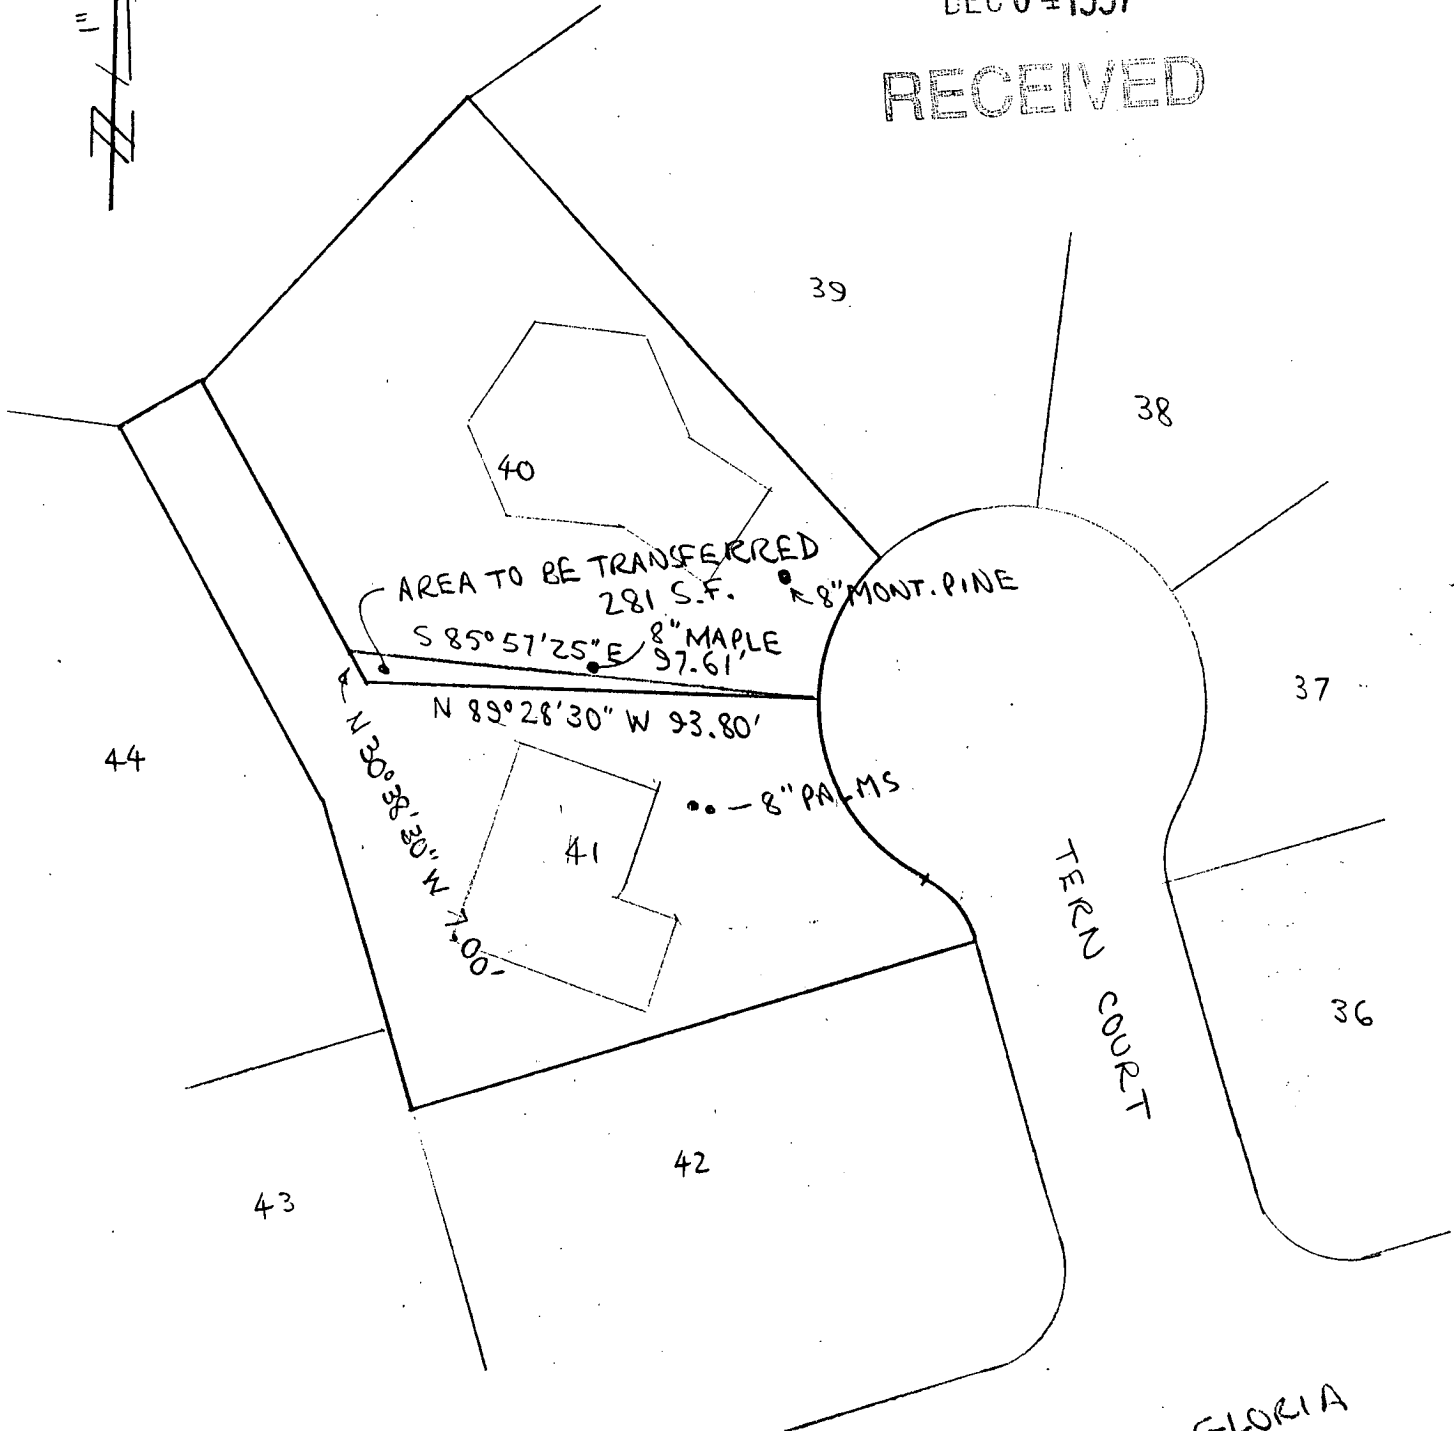 RECEIVED
39
38
40
AREA TO BE TRANSFERRED
281 S.F.
8" MONT. PINE
S 85°57'25" E
8" MAPLE
97.61'
37
N 89°28'30" W 93.80'
44
N 30°38'30" W 7.00'
8" PALMS
41
TERN COURT
36
42
43
GLORIA